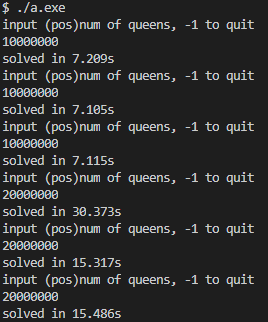 $ ./a.exe
input (pos)num of queens, -1 to quit
10000000
solved in 7.209s
input (pos)num of queens, -1 to quit
10000000
solved in 7.105s
input (pos)num of queens, -1 to quit
10000000
solved in 7.115s
input (pos)num of queens, -1 to quit
20000000
solved in 30.373s
input (pos)num of queens, -1 to quit
20000000
solved in 15.317s
input (pos)num of queens, -1 to quit
20000000
solved in 15.486s